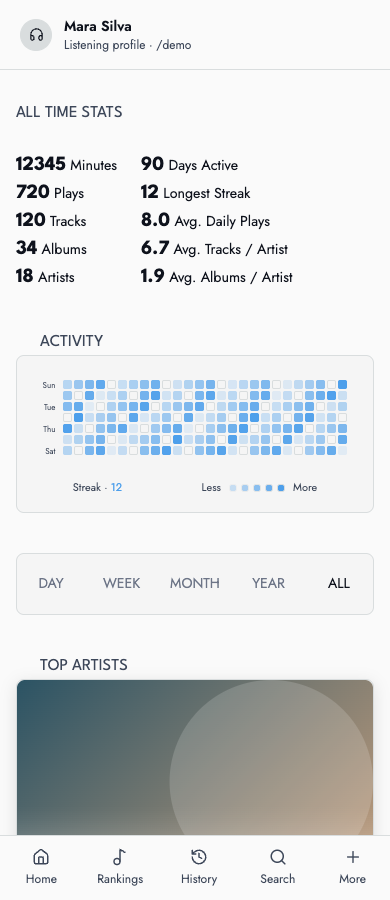 Mara Silva
Listening profile · /demo
ALL TIME STATS
12345 Minutes
90 Days Active
720 Plays
12 Longest Streak
120 Tracks
8.0 Avg. Daily Plays
34 Albums
6.7 Avg. Tracks / Artist
18 Artists
1.9 Avg. Albums / Artist
ACTIVITY
Sun
Tue
Thu
Sat
Streak · 12
Less
More
DAY WEEK MONTH YEAR ALL
TOP ARTISTS
Home Rankings History Search More